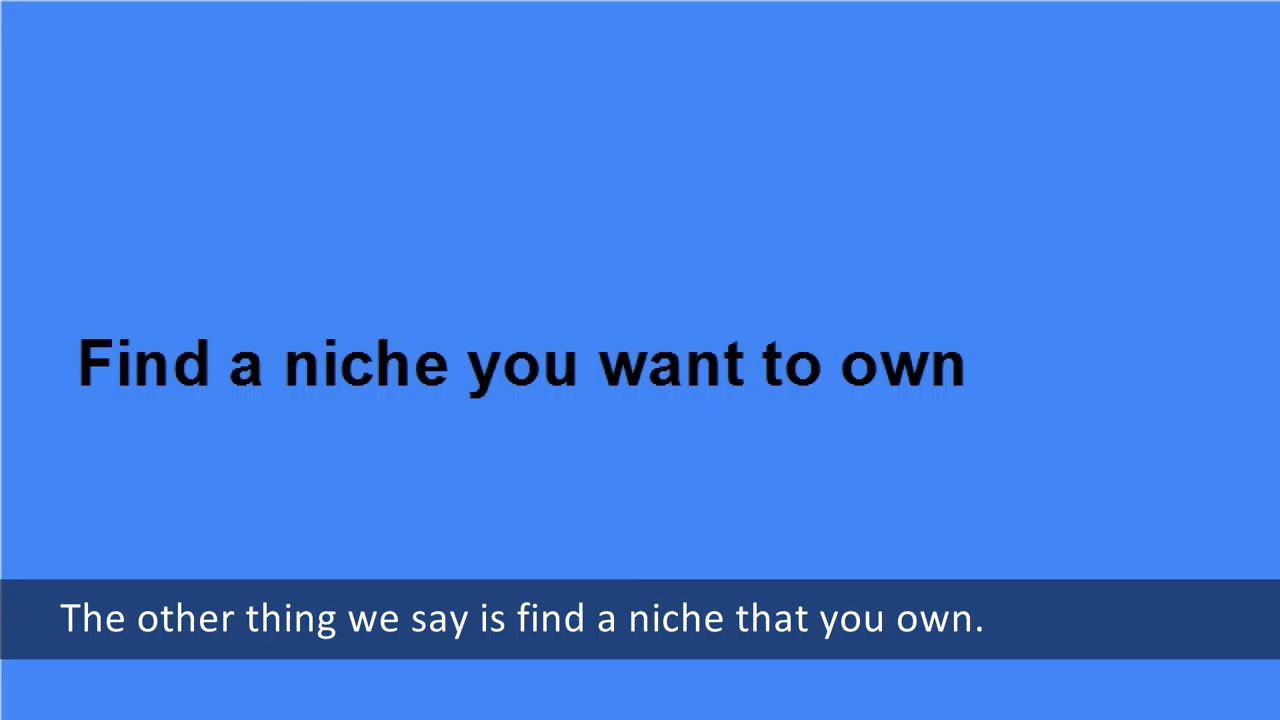 Find a niche you want to own
The other thing we say is find a niche that you own.